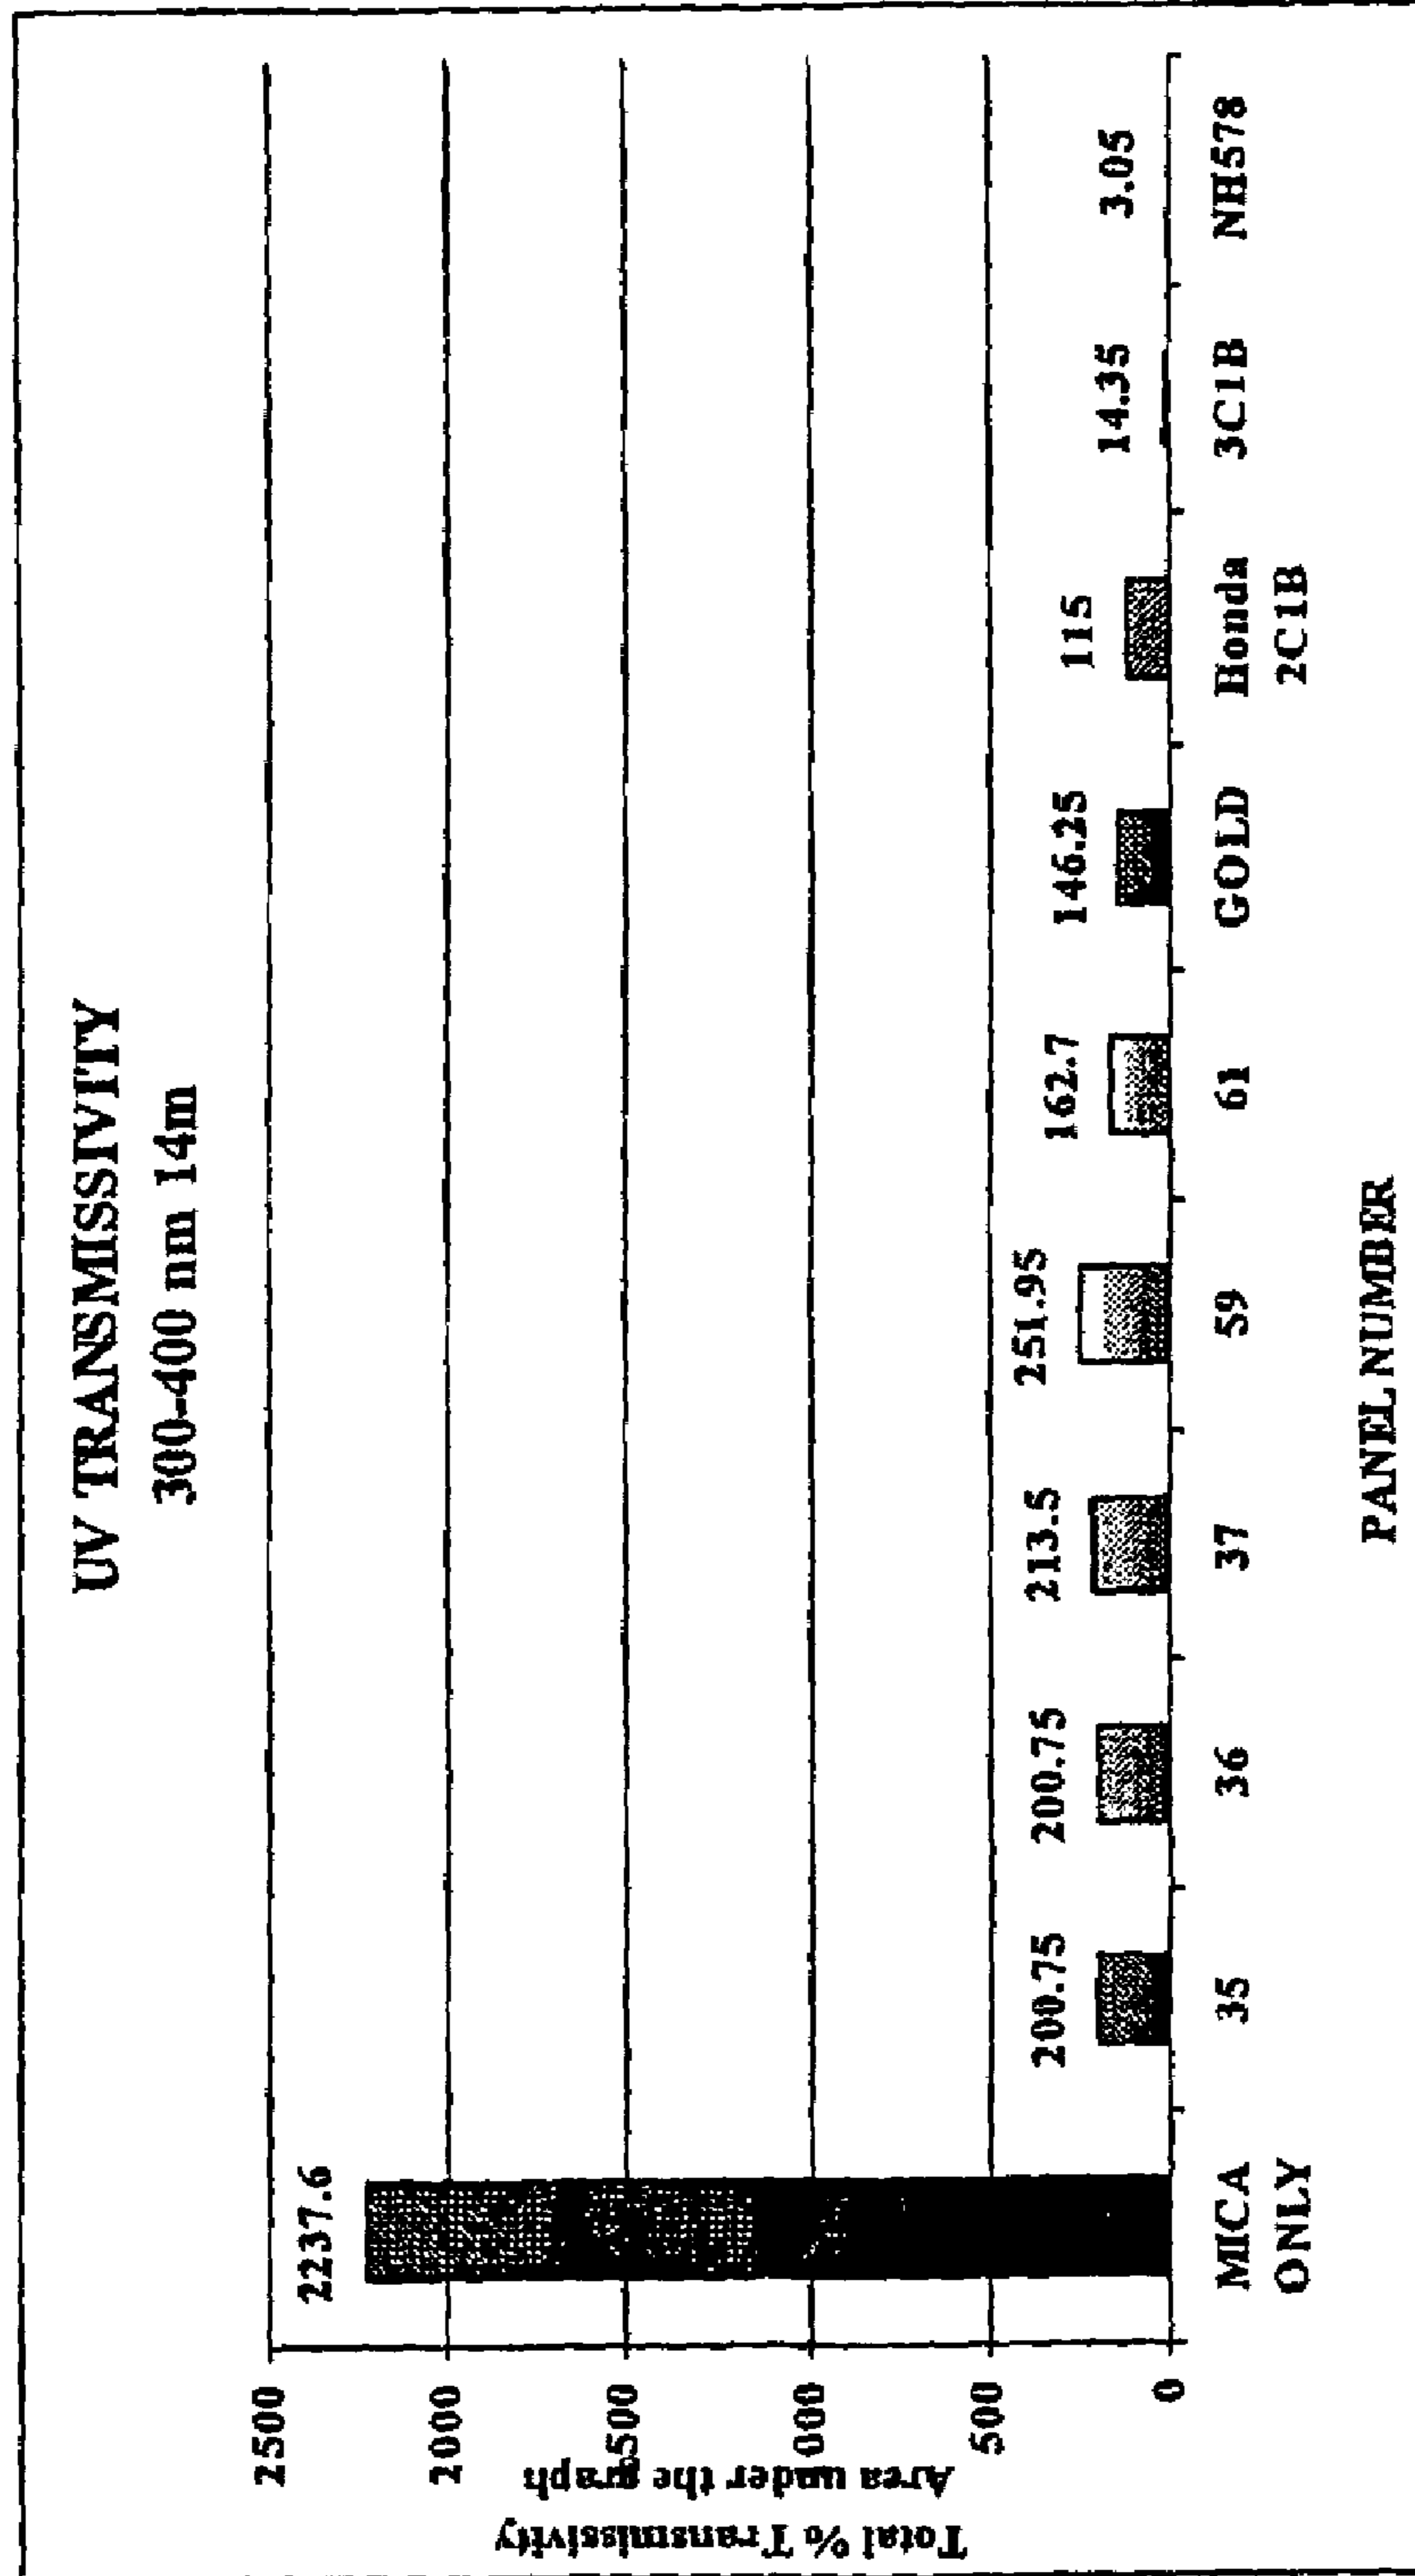 UV TRANSMISSIVITY
300-400 nm 14m
Total % Transmissivity
Area under the graph
2500
2000
500
000
500
0
2237.6
200.75
200.75
213.5
251.95
162.7
146.25
115
14.35
3.05
MICA
ONLY
35
36
37
59
61
GOLD
Honda
2C1B
3C1B
NH578
PANEL NUMBER